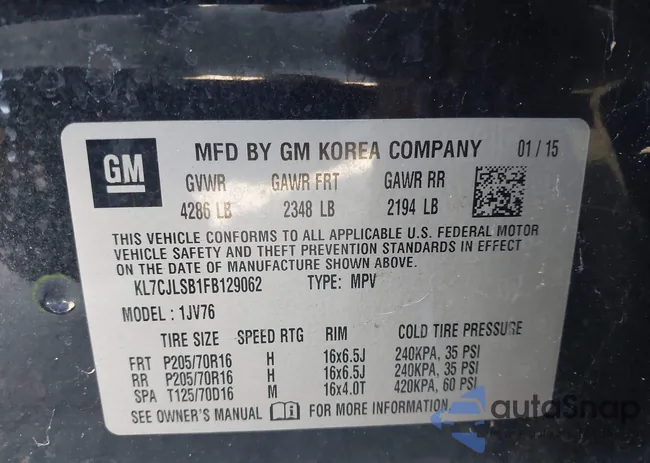 GM MFD BY GM KOREA COMPANY 01 / 15
GVWR GAWR FRT GAWR RR
4286 LB 2348 LB 2194 LB
THIS VEHICLE CONFORMS TO ALL APPLICABLE U.S. FEDERAL MOTOR
VEHICLE SAFETY AND THEFT PREVENTION STANDARDS IN EFFECT
ON THE DATE OF MANUFACTURE SHOWN ABOVE.
KL7CJLSB1FB129062 TYPE: MPV
MODEL : 1JV76
TIRE SIZE SPEED RTG RIM COLD TIRE PRESSURE
FRT P205/70R16 H 16x6.5J 240KPA, 35 PSI
RR P205/70R16 H 16x6.5J 240KPA, 35 PSI
SPA T125/70D16 M 16x4.0T 420KPA, 60 PSI
SEE OWNER'S MANUAL FOR MORE INFORMATION
autoSnap